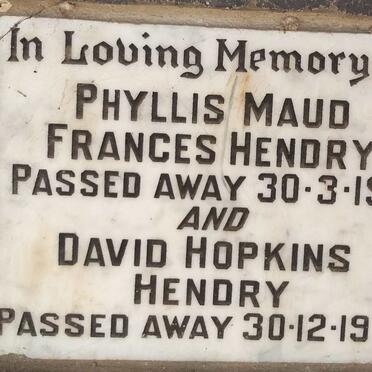 In Loving Memory
PHYLLIS MAUD
FRANCES HENDRY
PASSED AWAY 30·3·19
AND
DAVID HOPKINS
HENDRY
PASSED AWAY 30·12·19